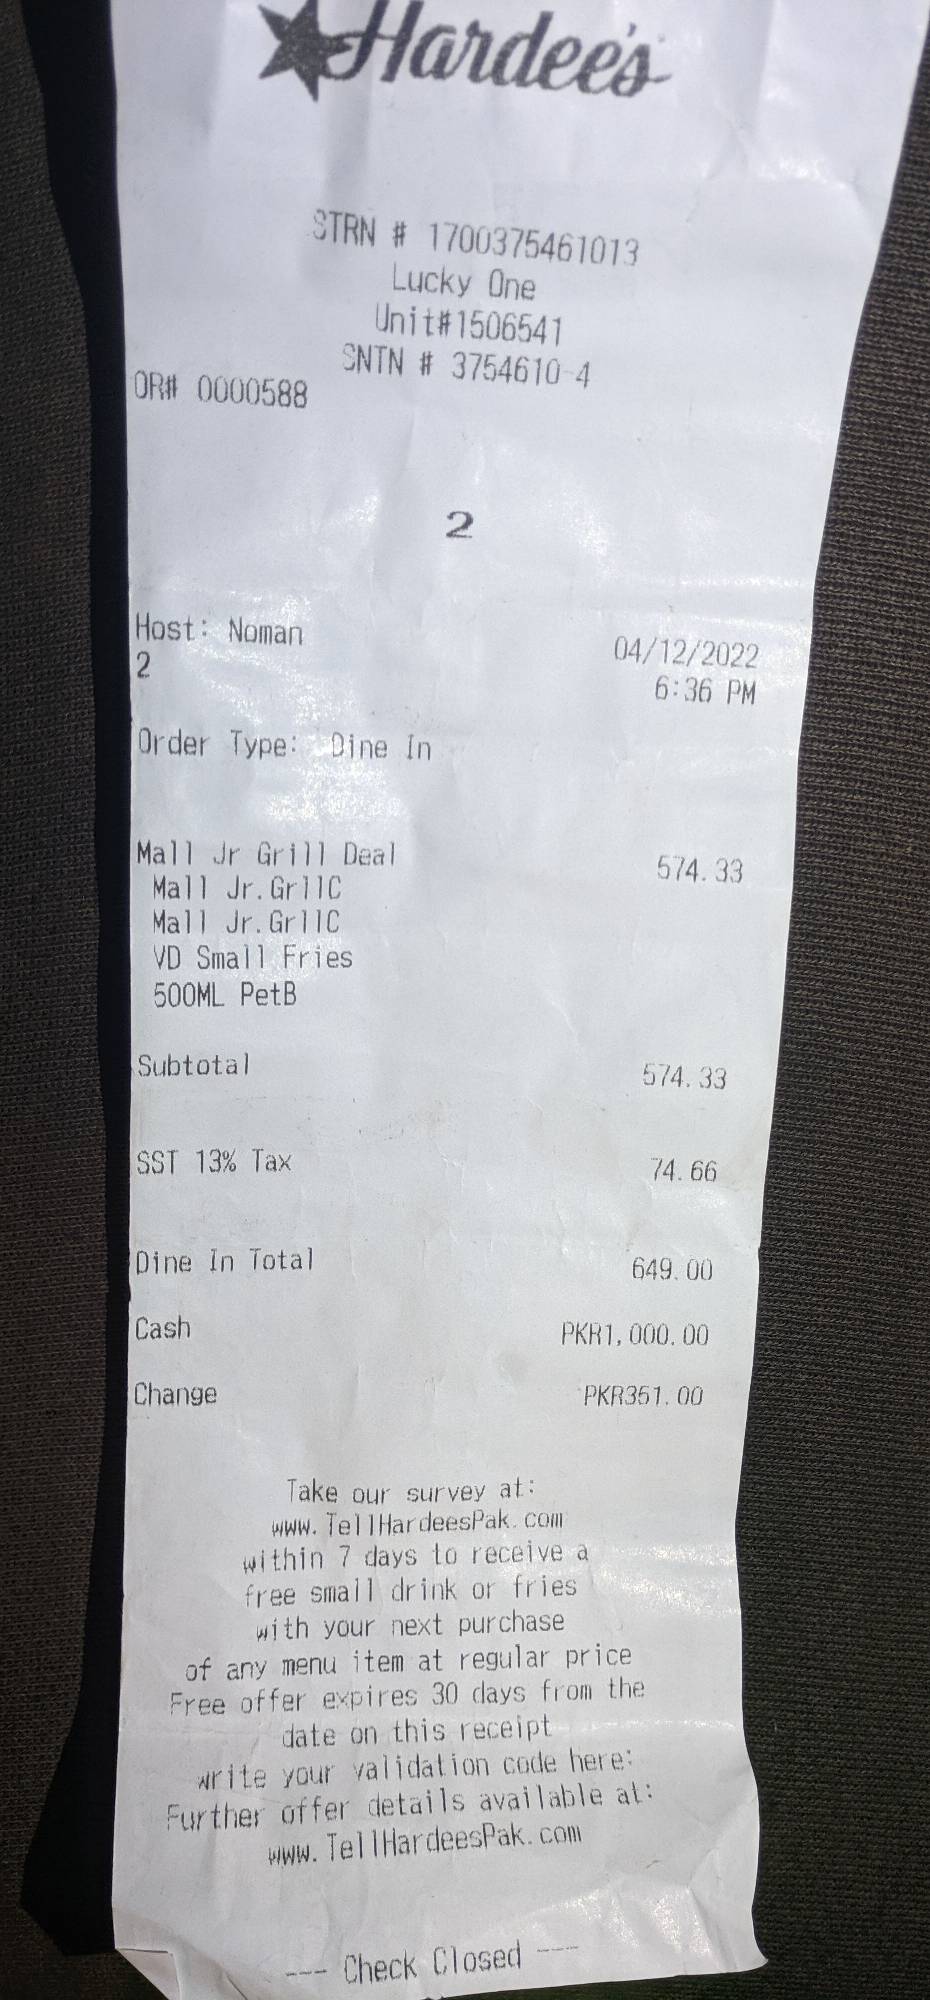 Hardee's
STRN # 1700375461013
Lucky One
Unit#1506541
SNTN # 3754610-4
OR# 0000588
2
Host: Noman
04/12/2022
2
6:36 PM
Order Type: Dine In
Mall Jr Grill Deal 574.33
Mall Jr.GrllC
Mall Jr.GrllC
VD Small Fries
500ML PetB
Subtotal 574.33
SST 13% Tax 74.66
Dine In Total 649.00
Cash PKR1,000.00
Change PKR351.00
Take our survey at:
www.TellHardeesPak.com
within 7 days to receive a
free small drink or fries
with your next purchase
of any menu item at regular price
Free offer expires 30 days from the
date on this receipt
write your validation code here:
Further offer details available at:
www.TellHardeesPak.com
--- Check Closed ---